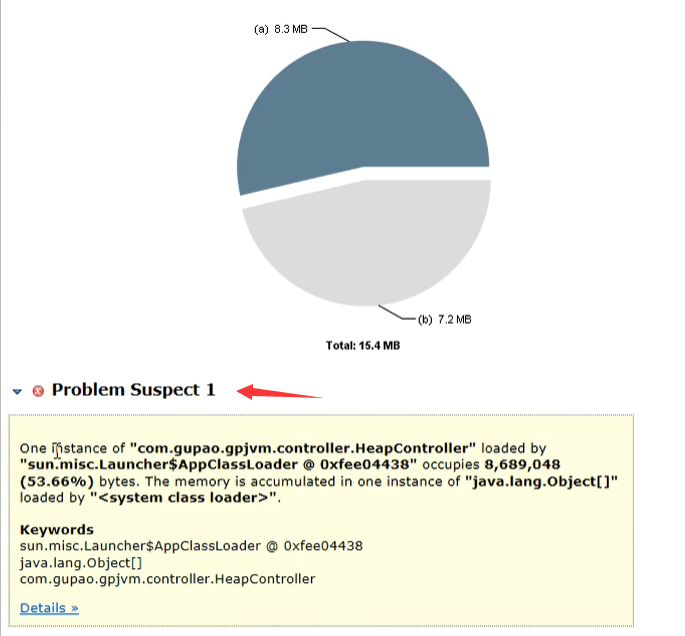 (a) 8.3 MB
(b) 7.2 MB
Total: 15.4 MB
Problem Suspect 1
One instance of "com.gupao.gpjvm.controller.HeapController" loaded by
"sun.misc.Launcher$AppClassLoader @ 0xfee04438" occupies 8,689,048
(53.66%) bytes. The memory is accumulated in one instance of "java.lang.Object[]"
loaded by "<system class loader>".
Keywords
sun.misc.Launcher$AppClassLoader @ 0xfee04438
java.lang.Object[]
com.gupao.gpjvm.controller.HeapController
Details »